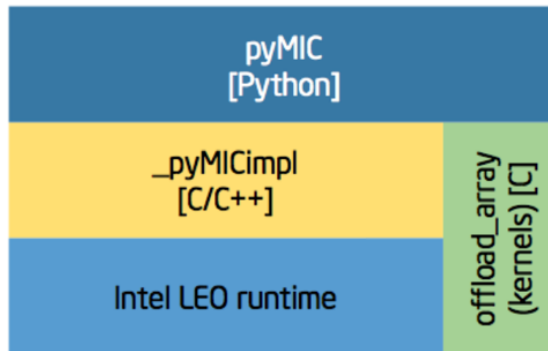 pyMIC
[Python]
_pyMICimpl
[C/C++]
Intel LEO runtime
offload_array
(kernels) [C]